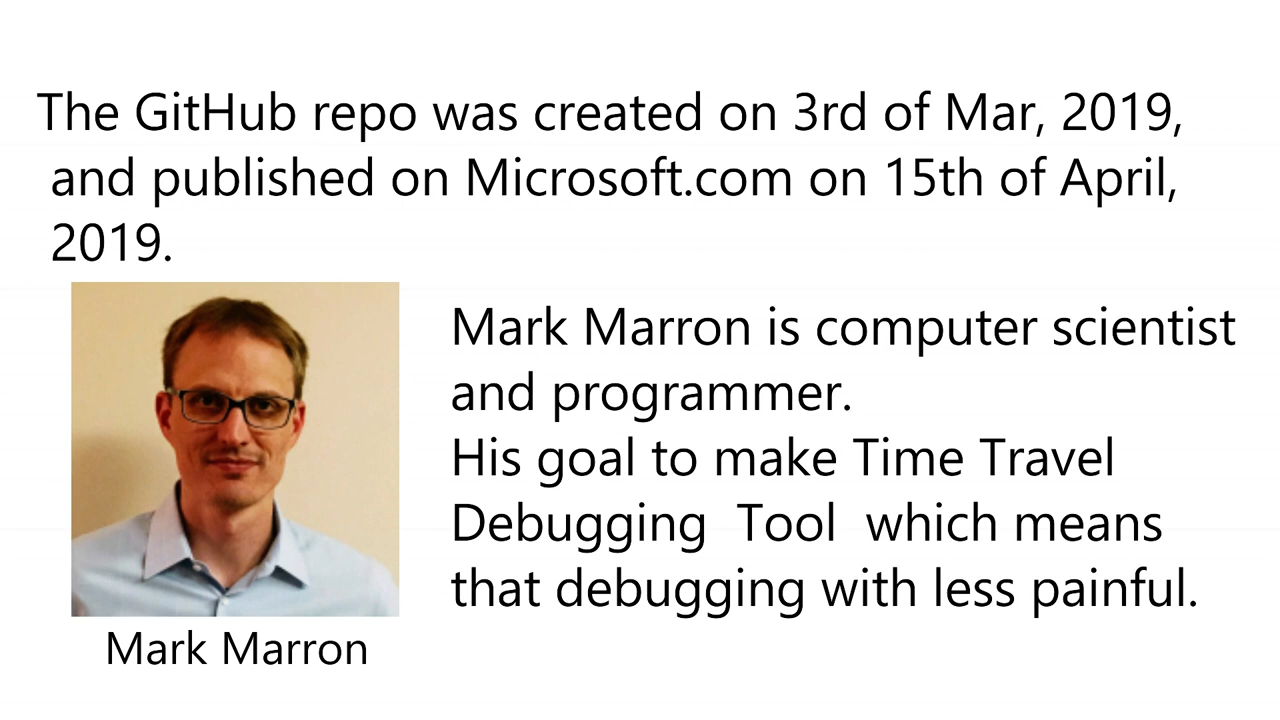 The GitHub repo was created on 3rd of Mar, 2019,
and published on Microsoft.com on 15th of April,
2019.
Mark Marron is computer scientist
and programmer.
His goal to make Time Travel
Debugging  Tool  which means
that debugging with less painful.
Mark Marron